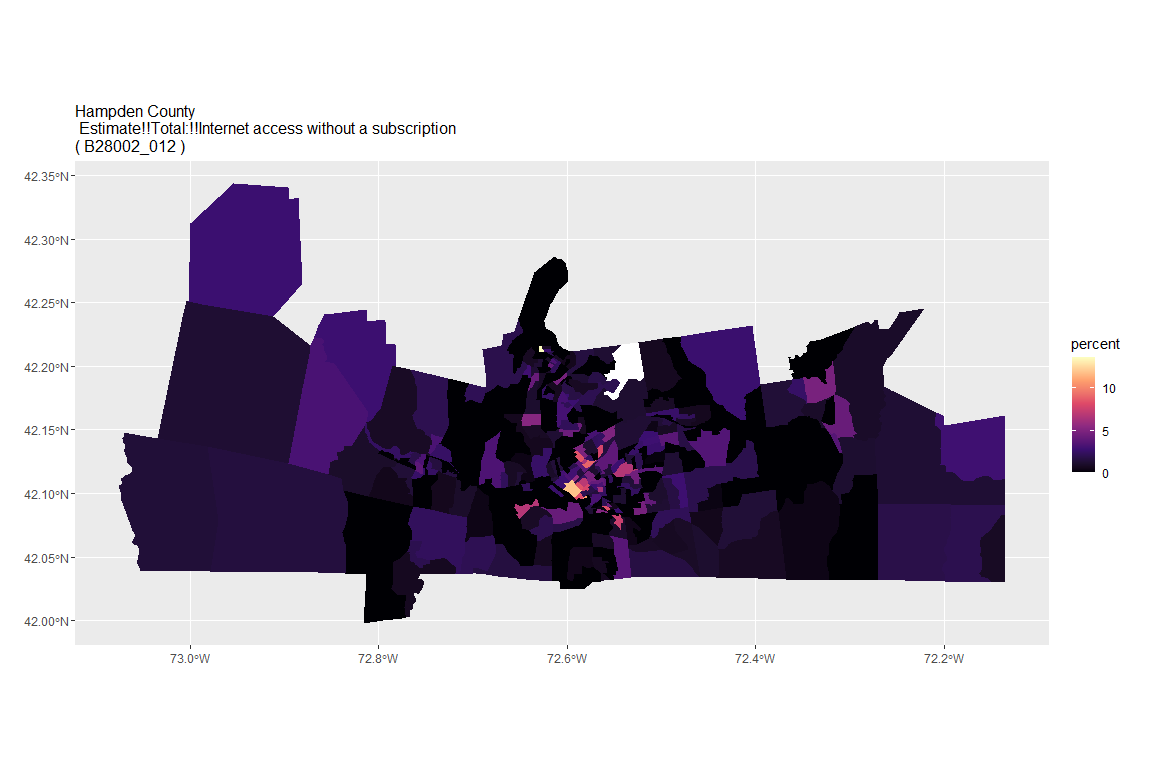 Hampden County
Estimate!!Total:!!Internet access without a subscription
( B28002_012 )
42.35°N
42.30°N
42.25°N
42.20°N
42.15°N
42.10°N
42.05°N
42.00°N
73.0°W
72.8°W
72.6°W
72.4°W
72.2°W
percent
10
5
0